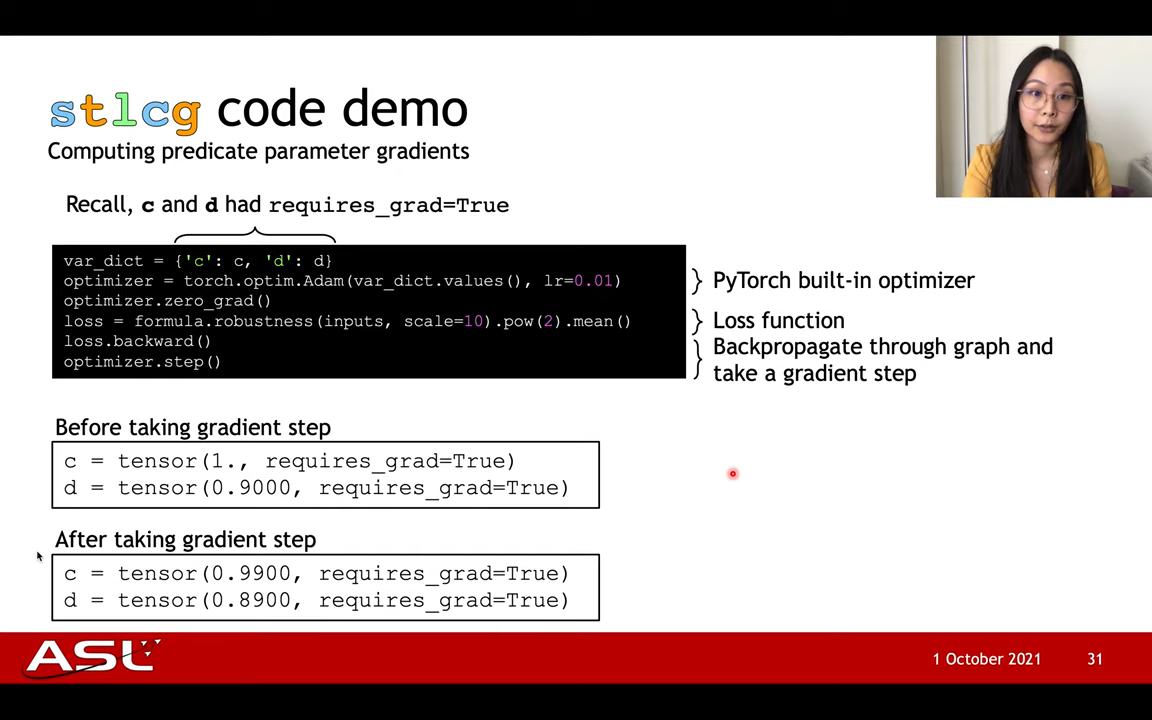 stlcg code demo
Computing predicate parameter gradients
Recall, c and d had requires_grad=True
var_dict = {'c': c, 'd': d}
optimizer = torch.optim.Adam(var_dict.values(), lr=0.01)
optimizer.zero_grad()
loss = formula.robustness(inputs, scale=10).pow(2).mean()
loss.backward()
optimizer.step()
} PyTorch built-in optimizer
} Loss function
} Backpropagate through graph and
take a gradient step
Before taking gradient step
c = tensor(1., requires_grad=True)
d = tensor(0.9000, requires_grad=True)
After taking gradient step
c = tensor(0.9900, requires_grad=True)
d = tensor(0.8900, requires_grad=True)
ASL
1 October 2021
31